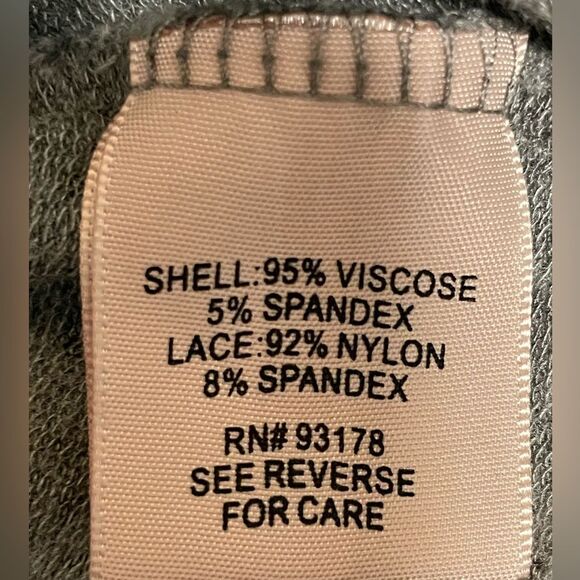 SHELL:95% VISCOSE
5% SPANDEX
LACE:92% NYLON
8% SPANDEX
RN# 93178
SEE REVERSE
FOR CARE